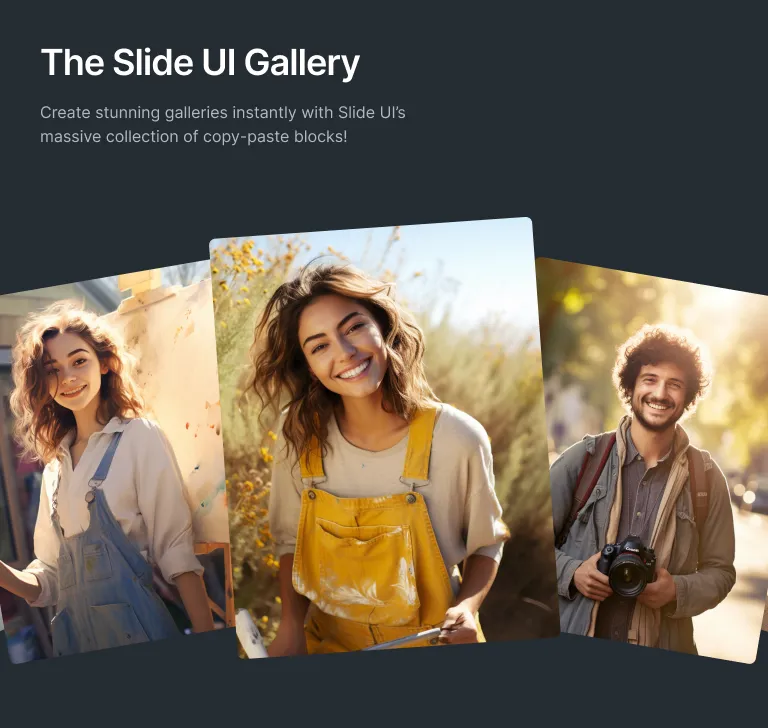 The Slide UI Gallery
Create stunning galleries instantly with Slide UI’s
massive collection of copy-paste blocks!